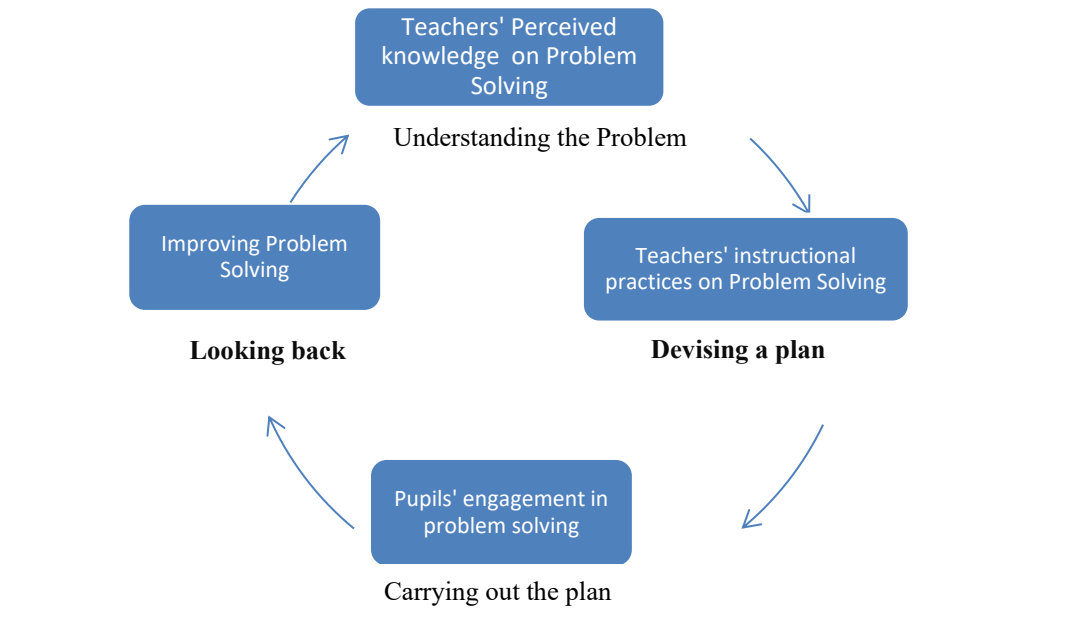 Teachers' Perceived
knowledge  on Problem
Solving
Understanding the Problem
Improving Problem
Solving
Teachers' instructional
practices on Problem Solving
Looking back
Devising a plan
Pupils' engagement in
problem solving
Carrying out the plan